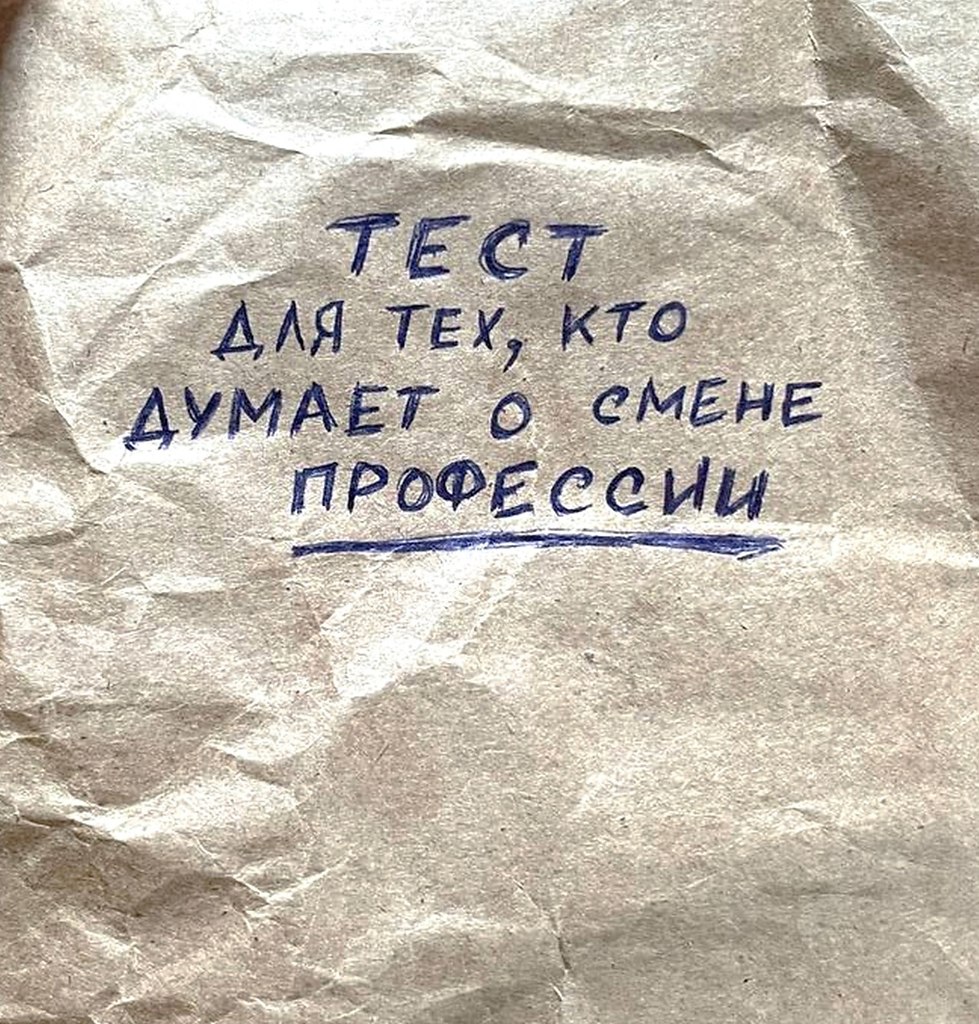 ТЕСТ
ДЛЯ ТЕХ, КТО
ДУМАЕТ О СМЕНЕ
ПРОФЕССИИ